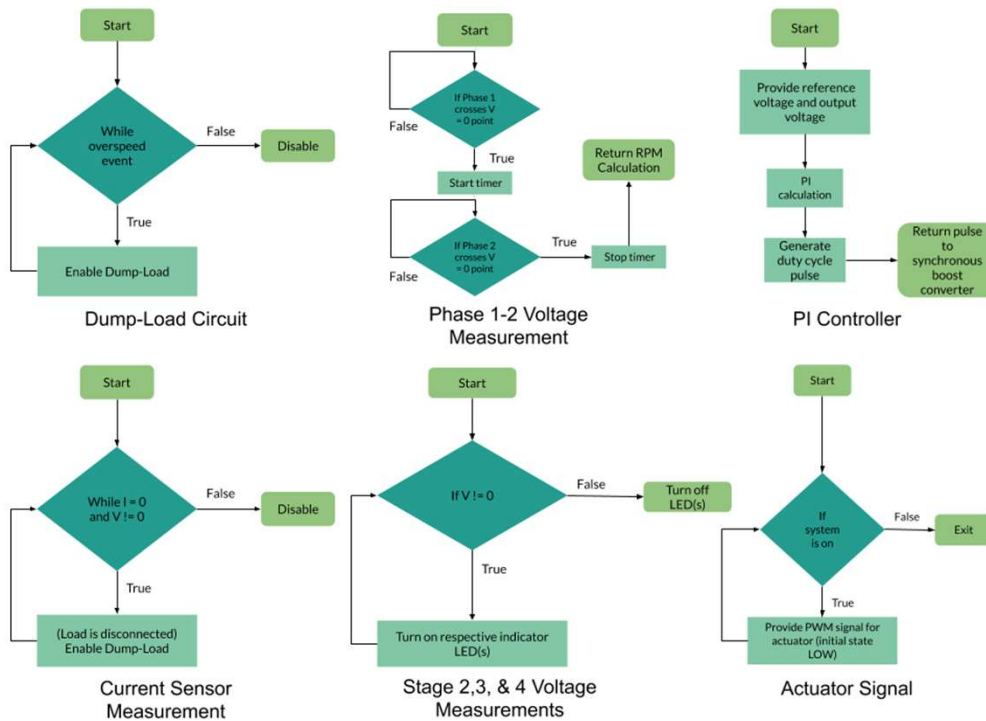 Start
While
overspeed
event
False
Disable
True
Enable Dump-Load
Dump-Load Circuit
Start
If Phase 1
crosses V
= 0 point
False
True
Start timer
If Phase 2
crosses V
= 0 point
False
True
Stop timer
Return RPM
Calculation
Phase 1-2 Voltage
Measurement
Start
Provide reference
voltage and output
voltage
PI
calculation
Generate
duty cycle
pulse
Return pulse
to
synchronous
boost
converter
PI Controller
Start
While I = 0
and V != 0
False
Disable
True
(Load is disconnected)
Enable Dump-Load
Current Sensor
Measurement
Start
If V != 0
False
Turn off
LED(s)
True
Turn on respective indicator
LED(s)
Stage 2,3, & 4 Voltage
Measurements
Start
If
system
is on
False
Exit
True
Provide PWM signal for
actuator (initial state
LOW)
Actuator Signal